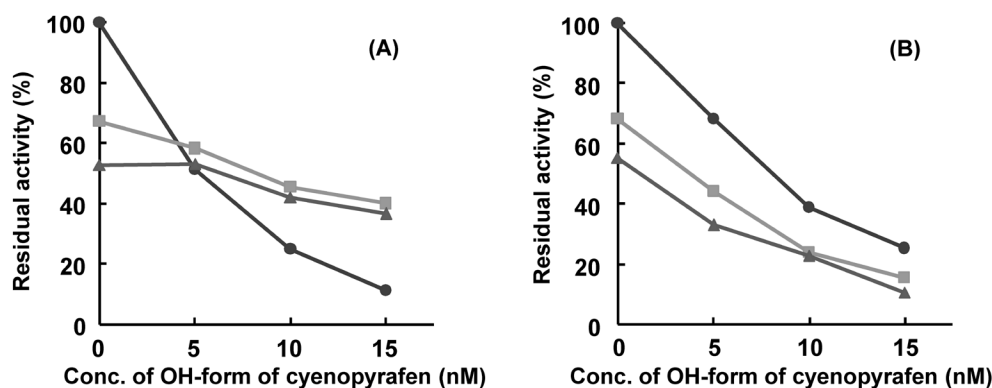 (A)
Residual activity (%)
100
80
60
40
20
0
0 5 10 15
Conc. of OH-form of cyenopyrafen (nM)
(B)
Residual activity (%)
100
80
60
40
20
0
0 5 10 15
Conc. of OH-form of cyenopyrafen (nM)